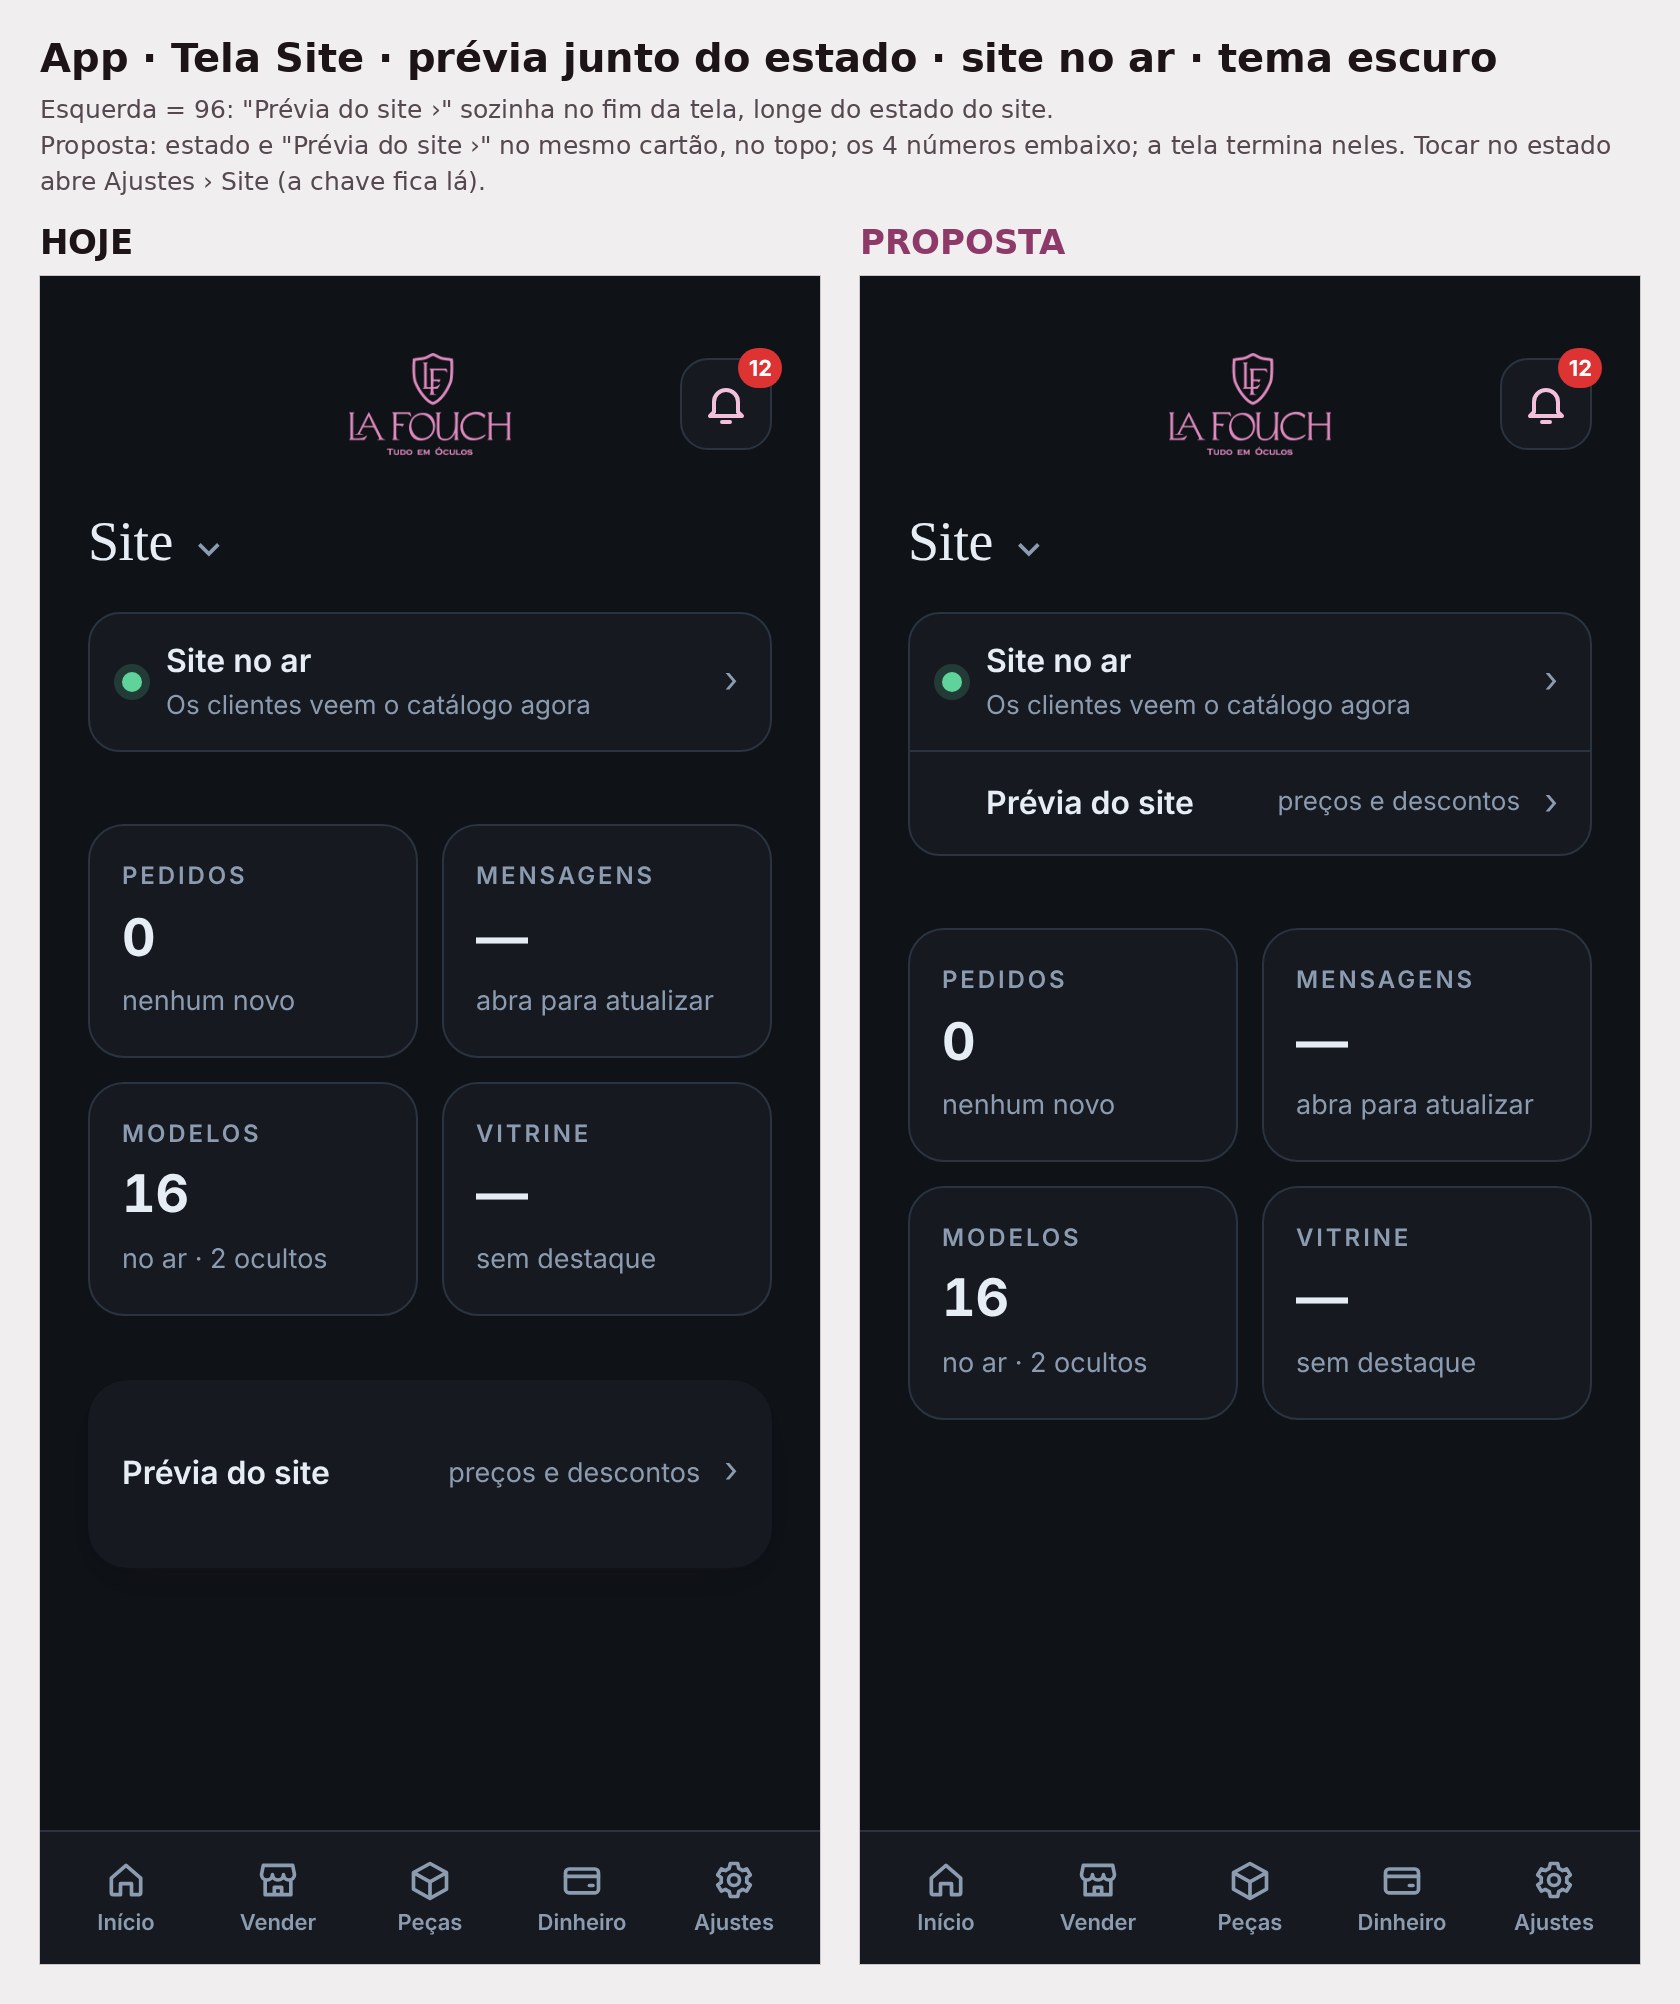 App · Tela Site · prévia junto do estado · site no ar · tema escuro
Esquerda = 96: "Prévia do site ›" sozinha no fim da tela, longe do estado do site.
Proposta: estado e "Prévia do site ›" no mesmo cartão, no topo; os 4 números embaixo; a tela termina neles. Tocar no estado
abre Ajustes › Site (a chave fica lá).
HOJE
LF
LA FOUCH
TUDO EM ÓCULOS
12
Site
Site no ar
Os clientes veem o catálogo agora
PEDIDOS
0
nenhum novo
MENSAGENS
—
abra para atualizar
MODELOS
16
no ar · 2 ocultos
VITRINE
—
sem destaque
Prévia do site preços e descontos
Início Vender Peças Dinheiro Ajustes
PROPOSTA
LF
LA FOUCH
TUDO EM ÓCULOS
12
Site
Site no ar
Os clientes veem o catálogo agora
Prévia do site preços e descontos
PEDIDOS
0
nenhum novo
MENSAGENS
—
abra para atualizar
MODELOS
16
no ar · 2 ocultos
VITRINE
—
sem destaque
Início Vender Peças Dinheiro Ajustes